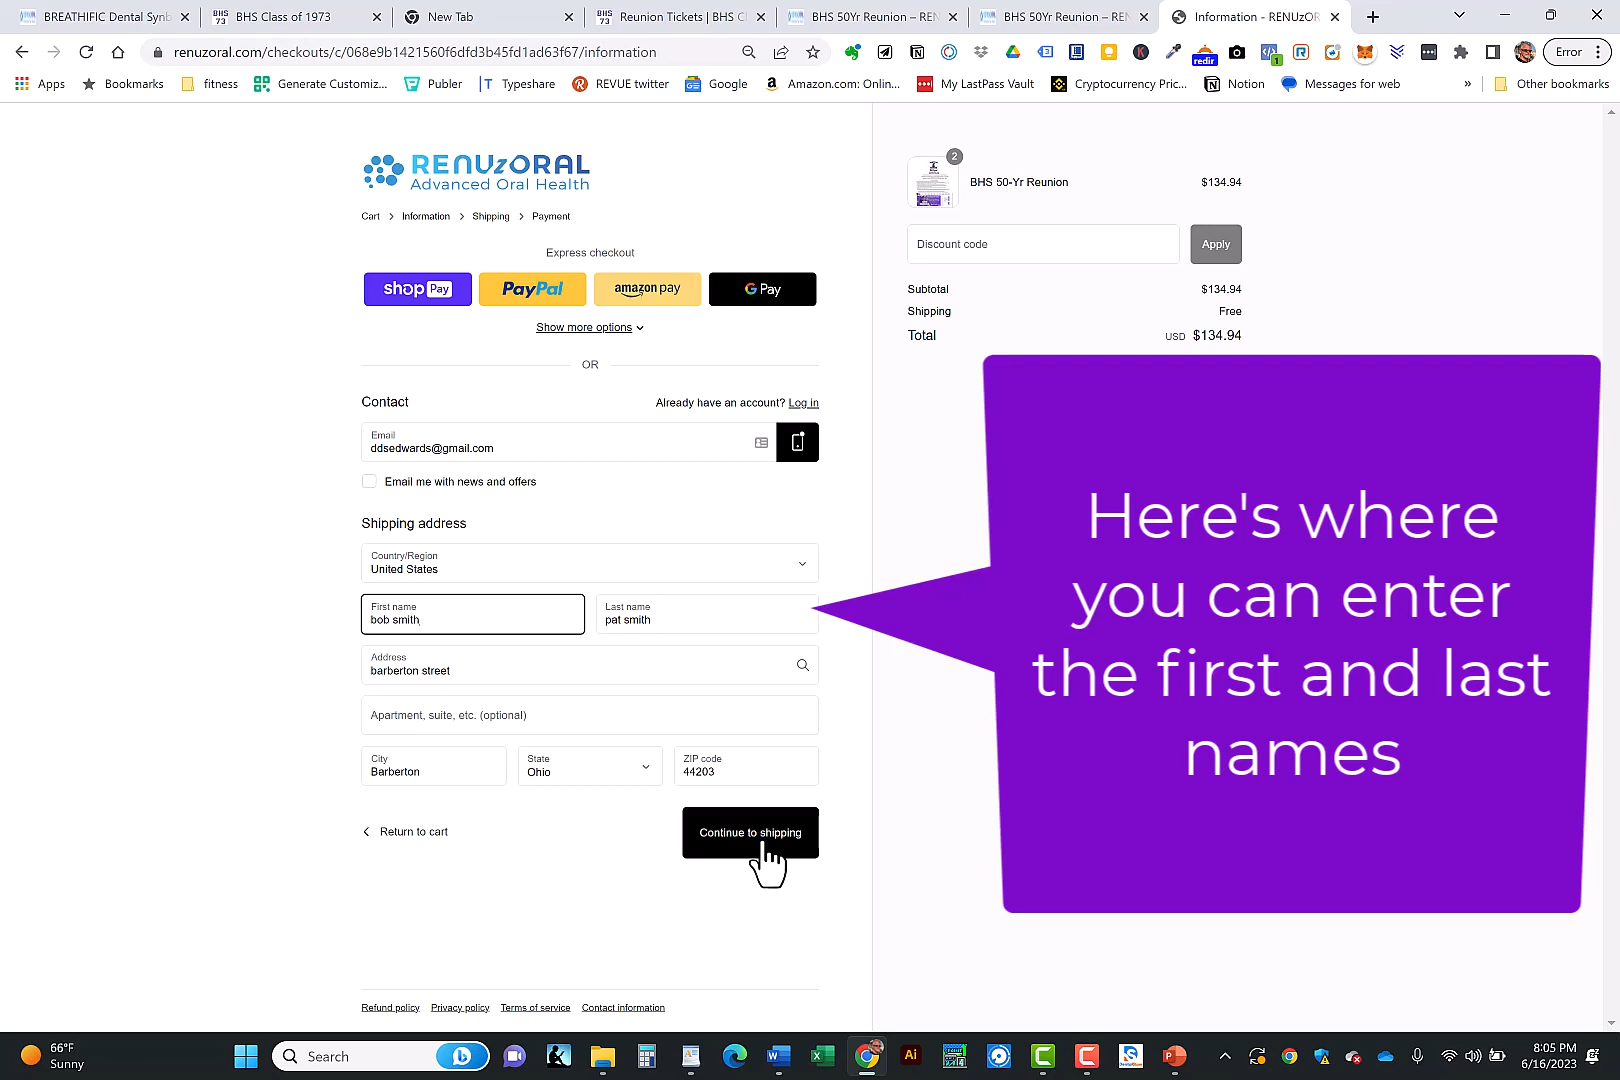 BREATHIFIC Dental Synb
BHS 73 BHS Class of 1973
New Tab
BHS 73 Reunion Tickets | BHS Cl
BHS 50Yr Reunion – REN
BHS 50Yr Reunion – REN
Information - RENUzOR
renuzoral.com/checkouts/c/068e9b1421560f6dfd3b45fd1ad63f67/information
redir
1
Error
Apps
Bookmarks
fitness
Generate Customiz...
Publer
Typeshare
REVUE twitter
Google
Amazon.com: Onlin...
My LastPass Vault
Cryptocurrency Pric...
Notion
Messages for web
»
Other bookmarks
RENUzORAL
Advanced Oral Health
Cart > Information > Shipping > Payment
Express checkout
shop Pay
PayPal
amazon pay
G Pay
Show more options
OR
Contact
Already have an account? Log in
Email
ddsedwards@gmail.com
Email me with news and offers
Shipping address
Country/Region
United States
First name
bob smith
Last name
pat smith
Address
barberton street
Apartment, suite, etc. (optional)
City
Barberton
State
Ohio
ZIP code
44203
Return to cart
Continue to shipping
Refund policy
Privacy policy
Terms of service
Contact information
2
BHS 50-Yr Reunion
$134.94
Discount code
Apply
Subtotal
$134.94
Shipping
Free
Total
USD $134.94
Here's where
you can enter
the first and last
names
66°F
Sunny
Search
8:05 PM
6/16/2023